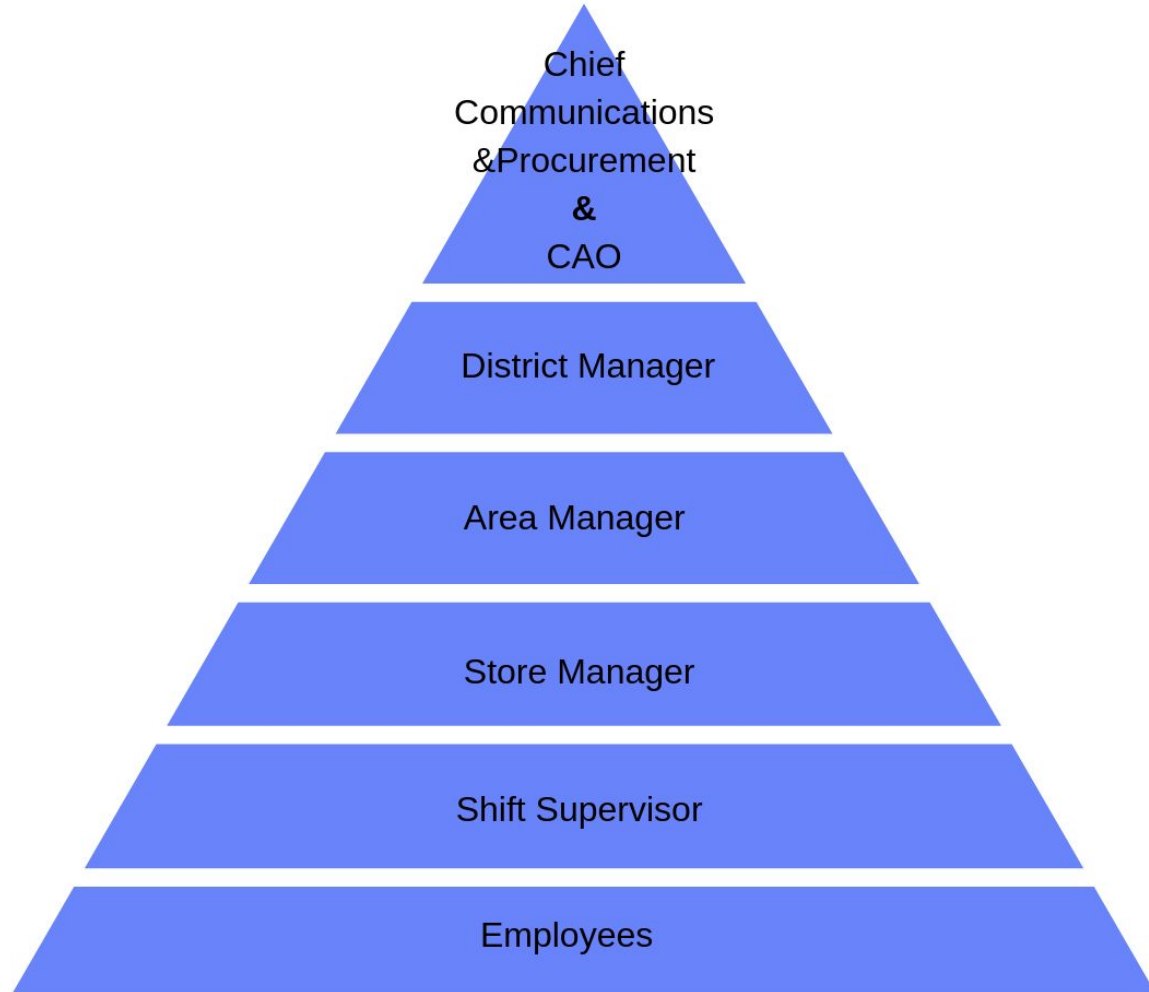 Chief
Communications
&Procurement
&
CAO
District Manager
Area Manager
Store Manager
Shift Supervisor
Employees